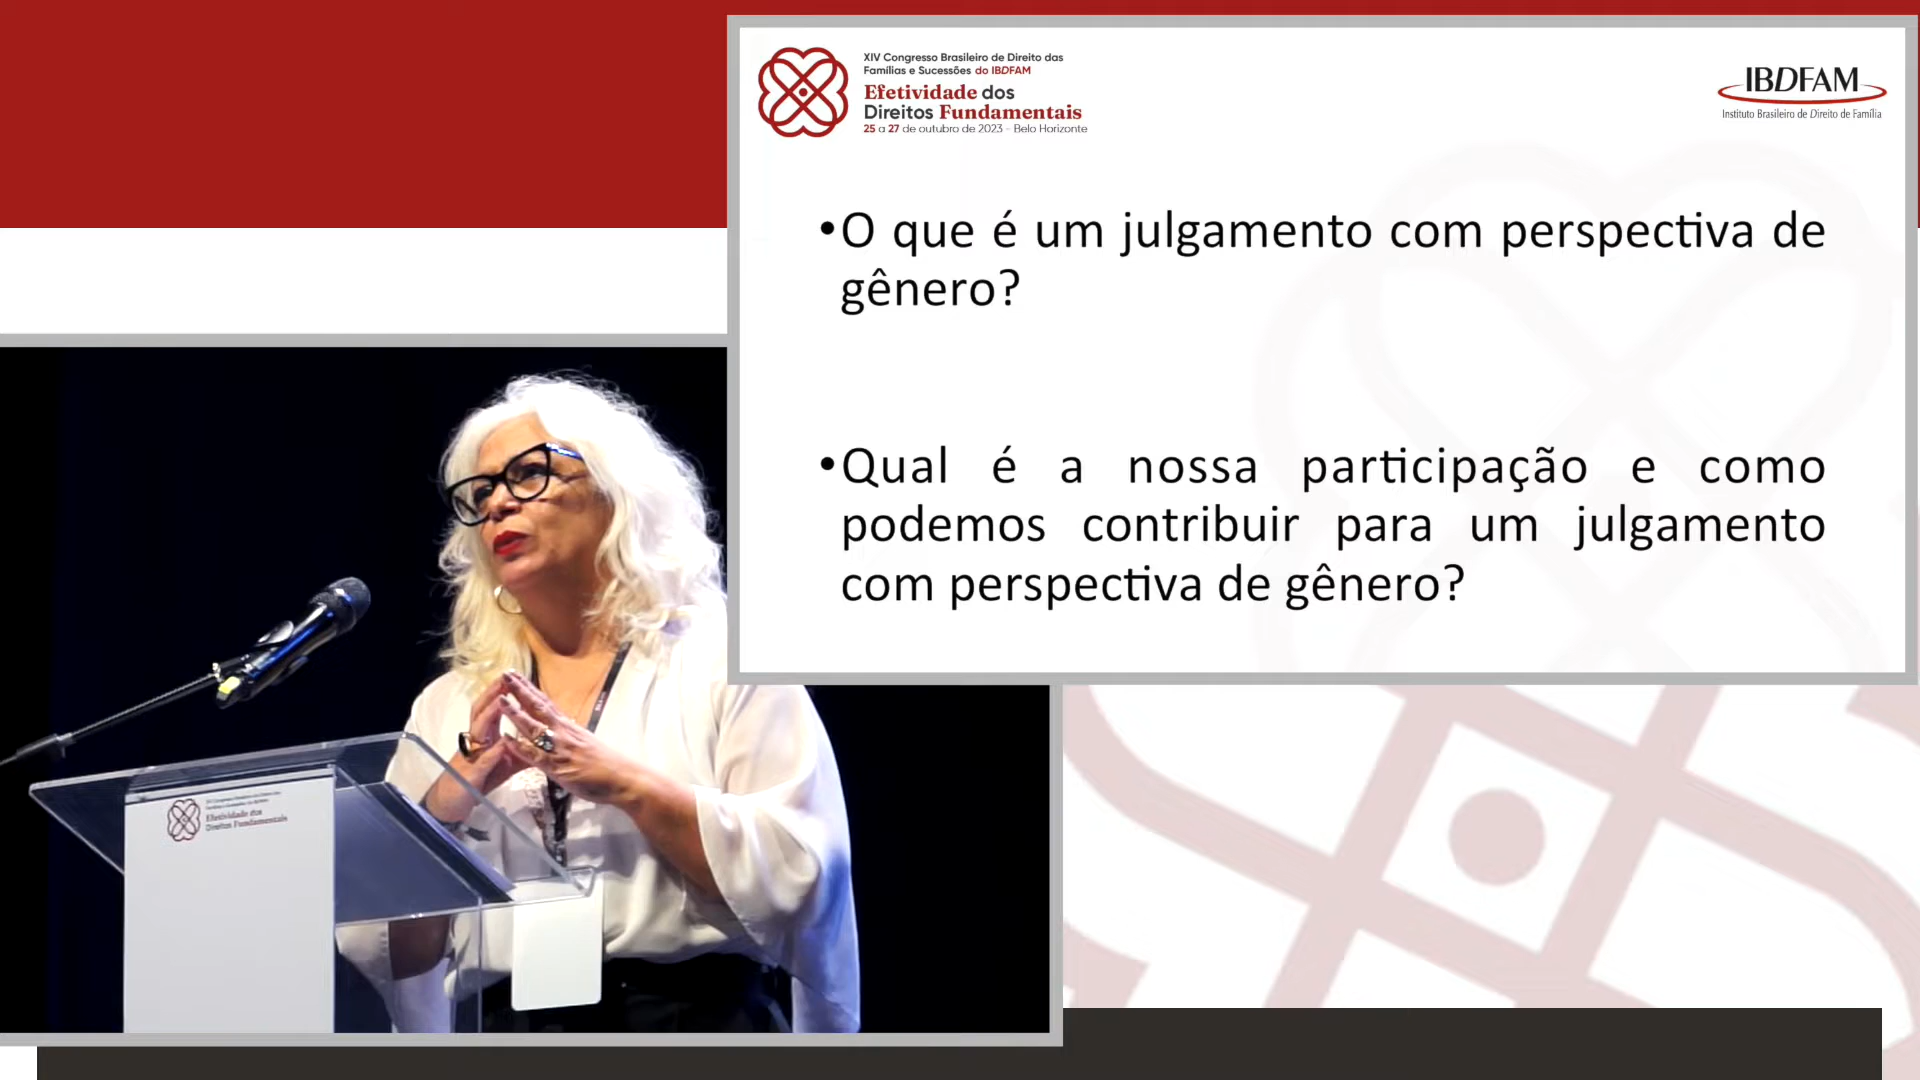 XIV Congresso Brasileiro de Direito das
Famílias e Sucessões do IBDFAM
Efetividade dos
Direitos Fundamentais
25 a 27 de outubro de 2023 - Belo Horizonte
IBDFAM
Instituto Brasileiro de Direito de Família
•O que é um julgamento com perspectiva de
gênero?
•Qual é a nossa participação e como
podemos contribuir para um julgamento
com perspectiva de gênero?
Efetividade dos
Direitos Fundamentais